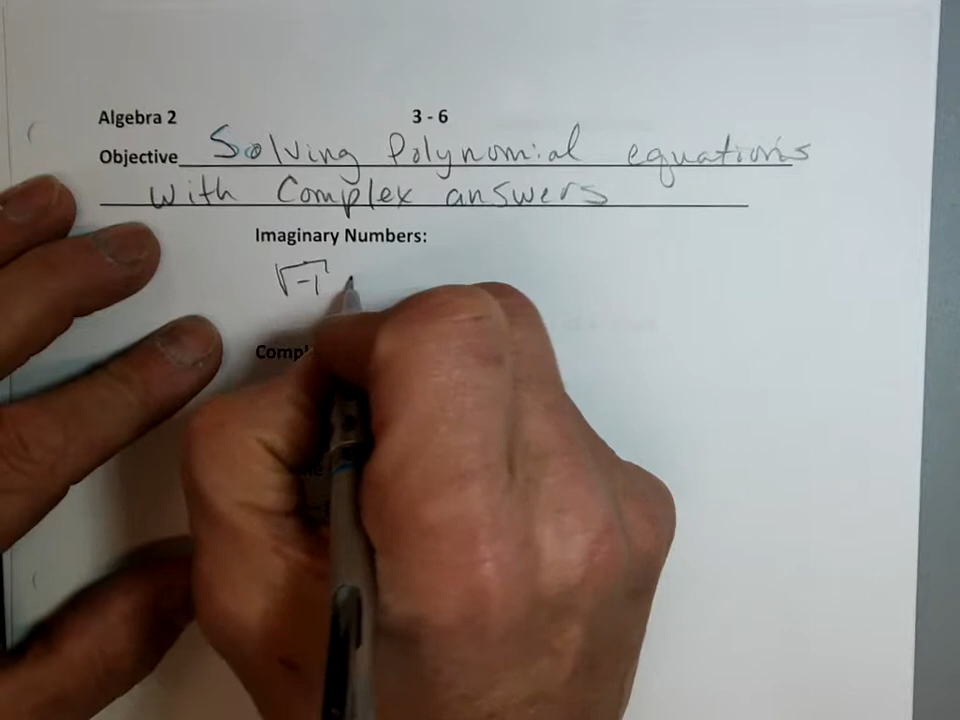 Algebra 2 3 - 6
Objective Solving Polynomial equations
with Complex answers
Imaginary Numbers:
√-1